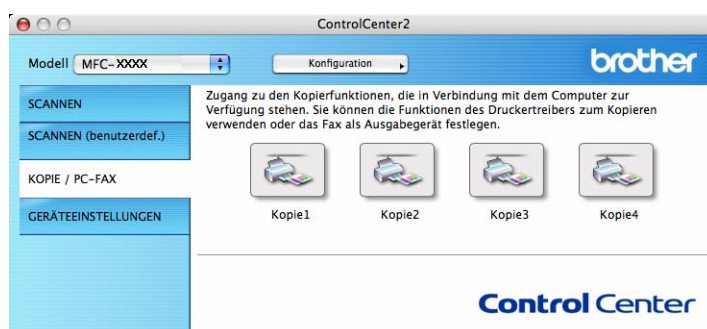 ControlCenter2
Modell MFC-XXXX Konfiguration brother
SCANNEN
SCANNEN (benutzerdef.)
KOPIE / PC-FAX
GERÄTEEINSTELLUNGEN
Zugang zu den Kopierfunktionen, die in Verbindung mit dem Computer zur
Verfügung stehen. Sie können die Funktionen des Druckertreibers zum Kopieren
verwenden oder das Fax als Ausgabegerät festlegen.
Kopie1 Kopie2 Kopie3 Kopie4
Control Center